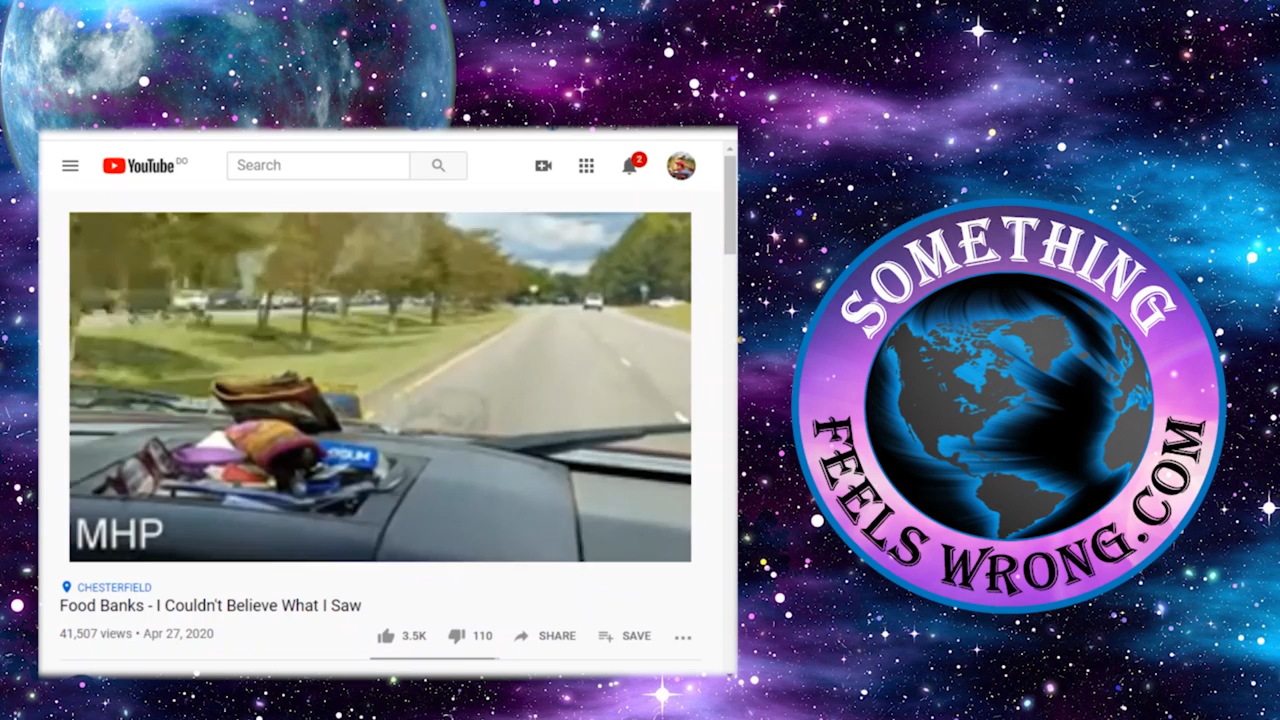 YouTube DO
Search
2
MHP
CHESTERFIELD
Food Banks - I Couldn't Believe What I Saw
41,507 views • Apr 27, 2020
3.5K
110
SHARE
SAVE
SOMETHING
FEELS WRONG.COM